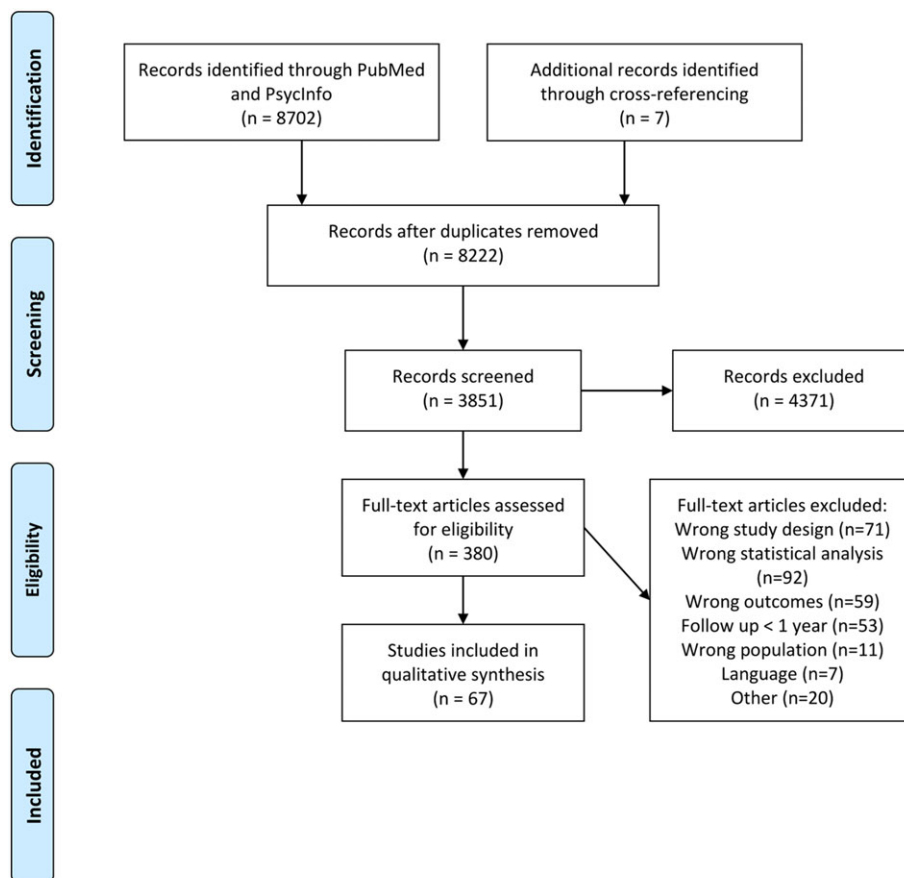 Identification
Records identified through PubMed
and PsycInfo
(n = 8702)
Additional records identified
through cross-referencing
(n = 7)
Records after duplicates removed
(n = 8222)
Screening
Records screened
(n = 3851)
Records excluded
(n = 4371)
Eligibility
Full-text articles assessed
for eligibility
(n = 380)
Full-text articles excluded:
Wrong study design (n=71)
Wrong statistical analysis
(n=92)
Wrong outcomes (n=59)
Follow up < 1 year (n=53)
Wrong population (n=11)
Language (n=7)
Other (n=20)
Studies included in
qualitative synthesis
(n = 67)
Included